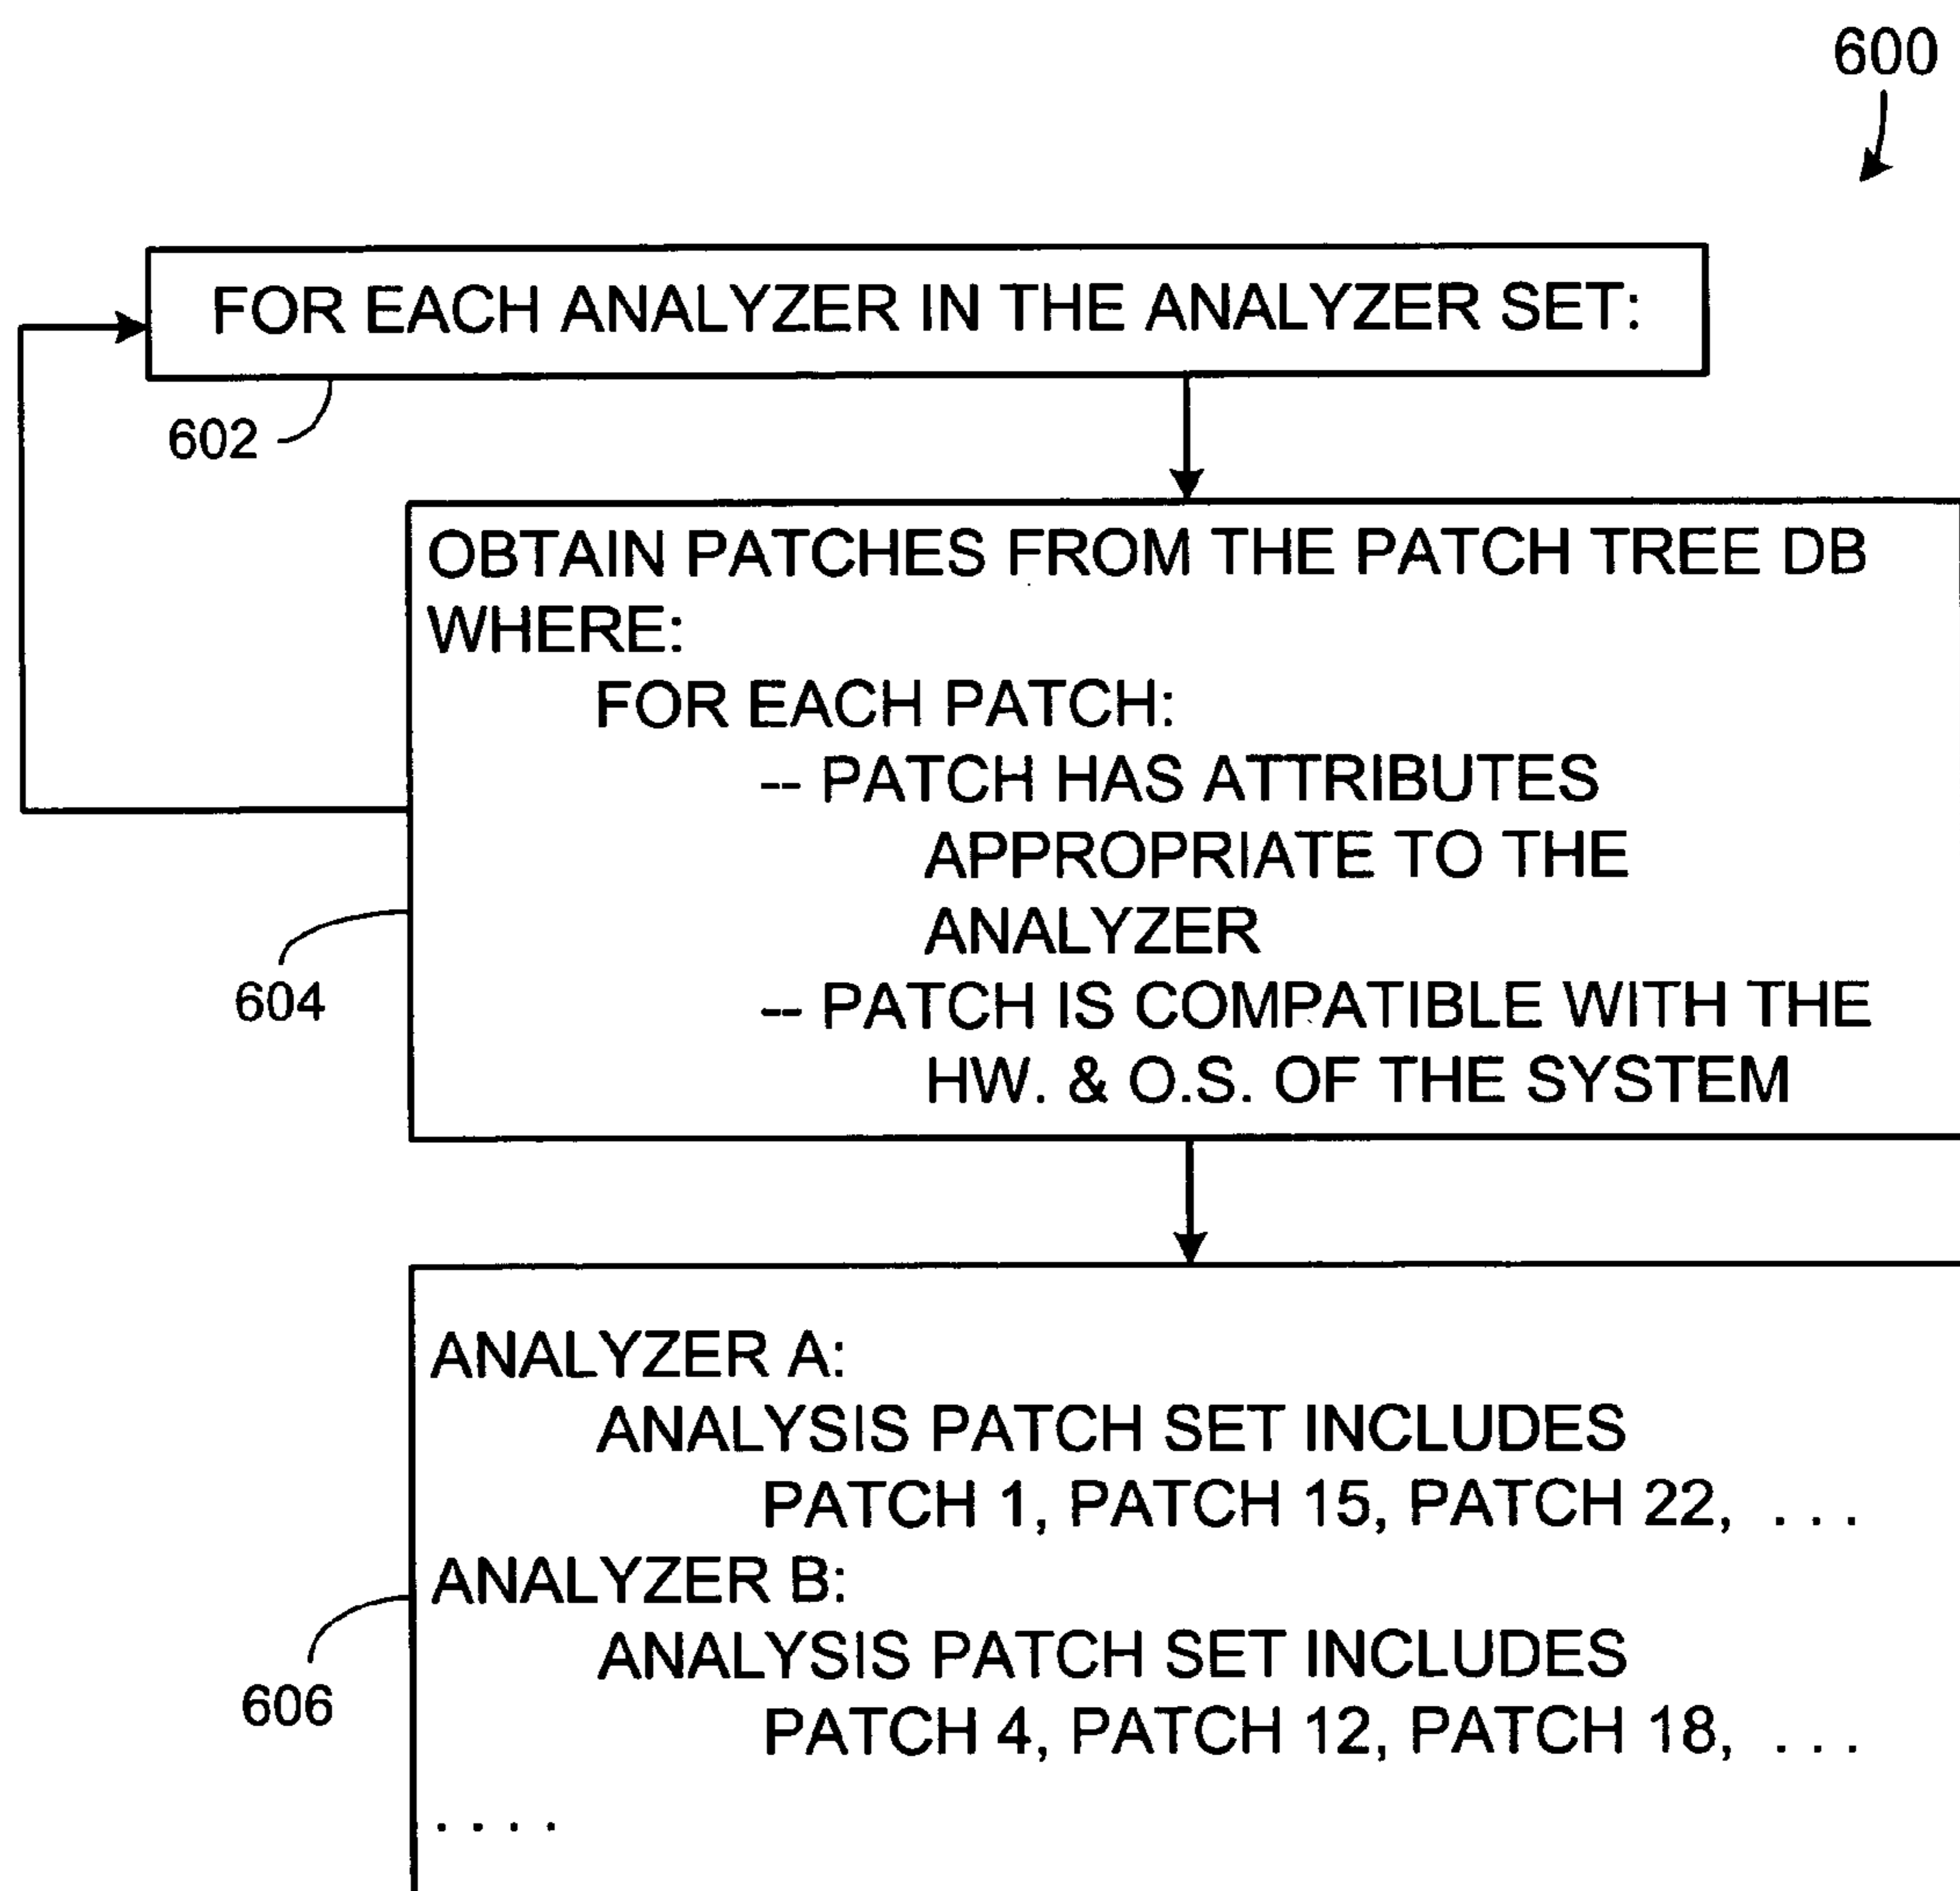 600
FOR EACH ANALYZER IN THE ANALYZER SET:
602
OBTAIN PATCHES FROM THE PATCH TREE DB
WHERE:
FOR EACH PATCH:
-- PATCH HAS ATTRIBUTES
APPROPRIATE TO THE
ANALYZER
-- PATCH IS COMPATIBLE WITH THE
HW. & O.S. OF THE SYSTEM
604
ANALYZER A:
ANALYSIS PATCH SET INCLUDES
PATCH 1, PATCH 15, PATCH 22, . . .
ANALYZER B:
ANALYSIS PATCH SET INCLUDES
PATCH 4, PATCH 12, PATCH 18, . . .
. . . .
606